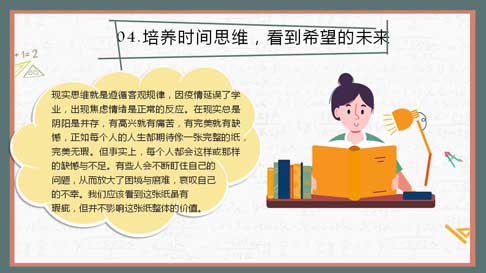 04.培养时间思维，看到希望的未来
1+1=2
现实思维就是遵循客观规律，因疫情延误了学
业，出现焦虑情绪是正常的反应。在现实总是
阴阳是并存，有高兴就有痛苦，有完美就有缺
憾，正如每个人的人生都期待像一张完整的纸，
完美无瑕。但事实上，每个人都会这样或那样
的缺憾与不足。有些人会不断盯住自己的
问题，从而放大了困境与磨难，哀叹自己
的不幸。我们应该看到这张纸虽有
瑕疵，但并不影响这张纸整体的价值。